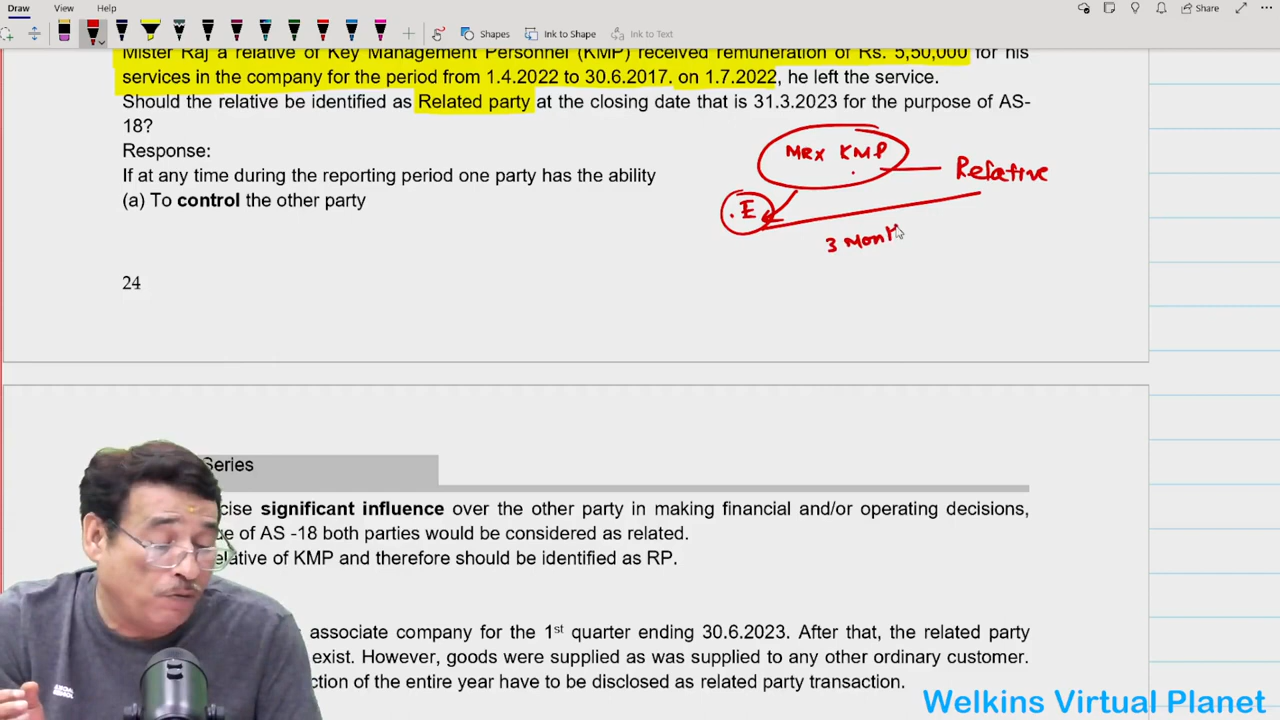 Draw View Help
Share
Shapes Ink to Shape Ink to Text
Mister Raj a relative of Key Management Personnel (KMP) received remuneration of Rs. 5,50,000 for his
services in the company for the period from 1.4.2022 to 30.6.2017. on 1.7.2022, he left the service.
Should the relative be identified as Related party at the closing date that is 31.3.2023 for the purpose of AS-
18?
Response:
If at any time during the reporting period one party has the ability
(a) To control the other party
MRX KMP
Relative
E
3 Mont
24
Series
cise significant influence over the other party in making financial and/or operating decisions,
ge of AS -18 both parties would be considered as related.
elative of KMP and therefore should be identified as RP.
associate company for the 1st quarter ending 30.6.2023. After that, the related party
exist. However, goods were supplied as was supplied to any other ordinary customer.
ction of the entire year have to be disclosed as related party transaction.
Welkins Virtual Planet